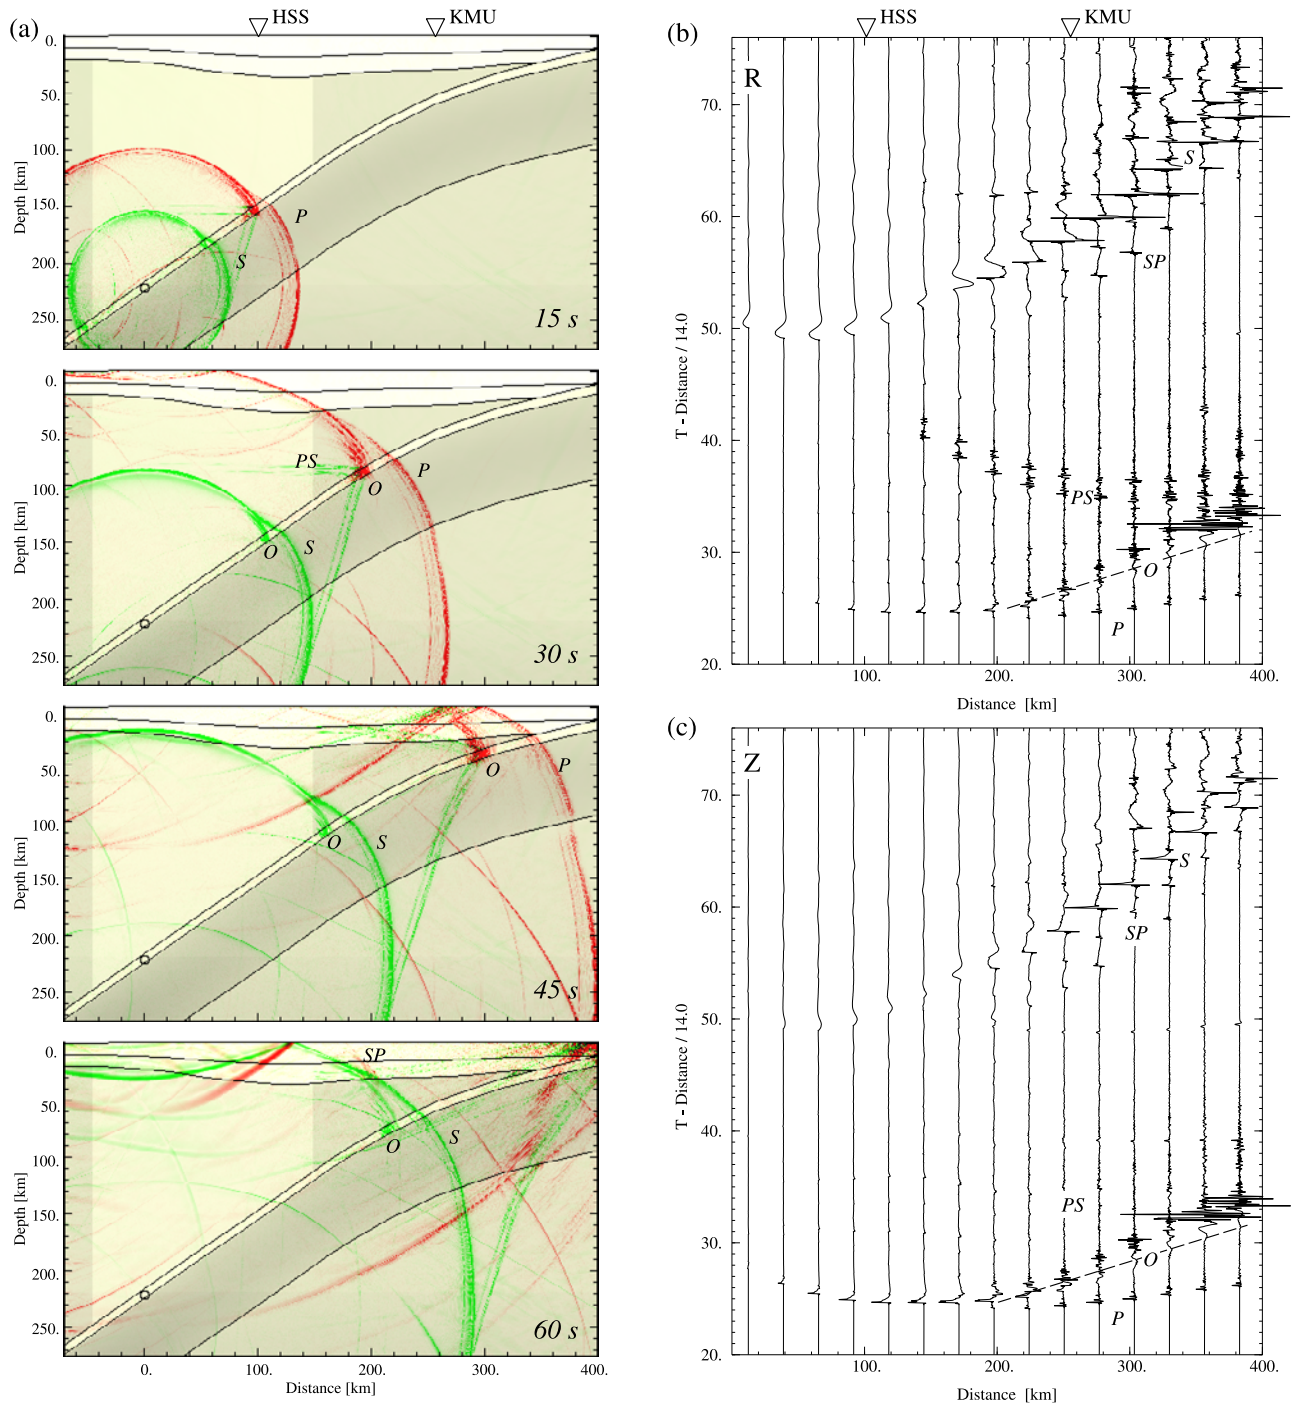 (a)
HSS
KMU
0.
50.
100.
150.
200.
250.
Depth [km]
P
S
15 s
0.
50.
100.
150.
200.
250.
Depth [km]
PS
P
O
O
S
30 s
0.
50.
100.
150.
200.
250.
Depth [km]
O
P
O
S
45 s
0.
50.
100.
150.
200.
250.
Depth [km]
SP
O
S
60 s
0.
100.
200.
300.
400.
Distance [km]
(b)
HSS
KMU
R
70.
60.
50.
40.
30.
20.
T - Distance / 14.0
S
SP
PS
O
P
100.
200.
300.
400.
Distance [km]
(c)
Z
70.
60.
50.
40.
30.
20.
T - Distance / 14.0
S
SP
PS
O
P
100.
200.
300.
400.
Distance [km]